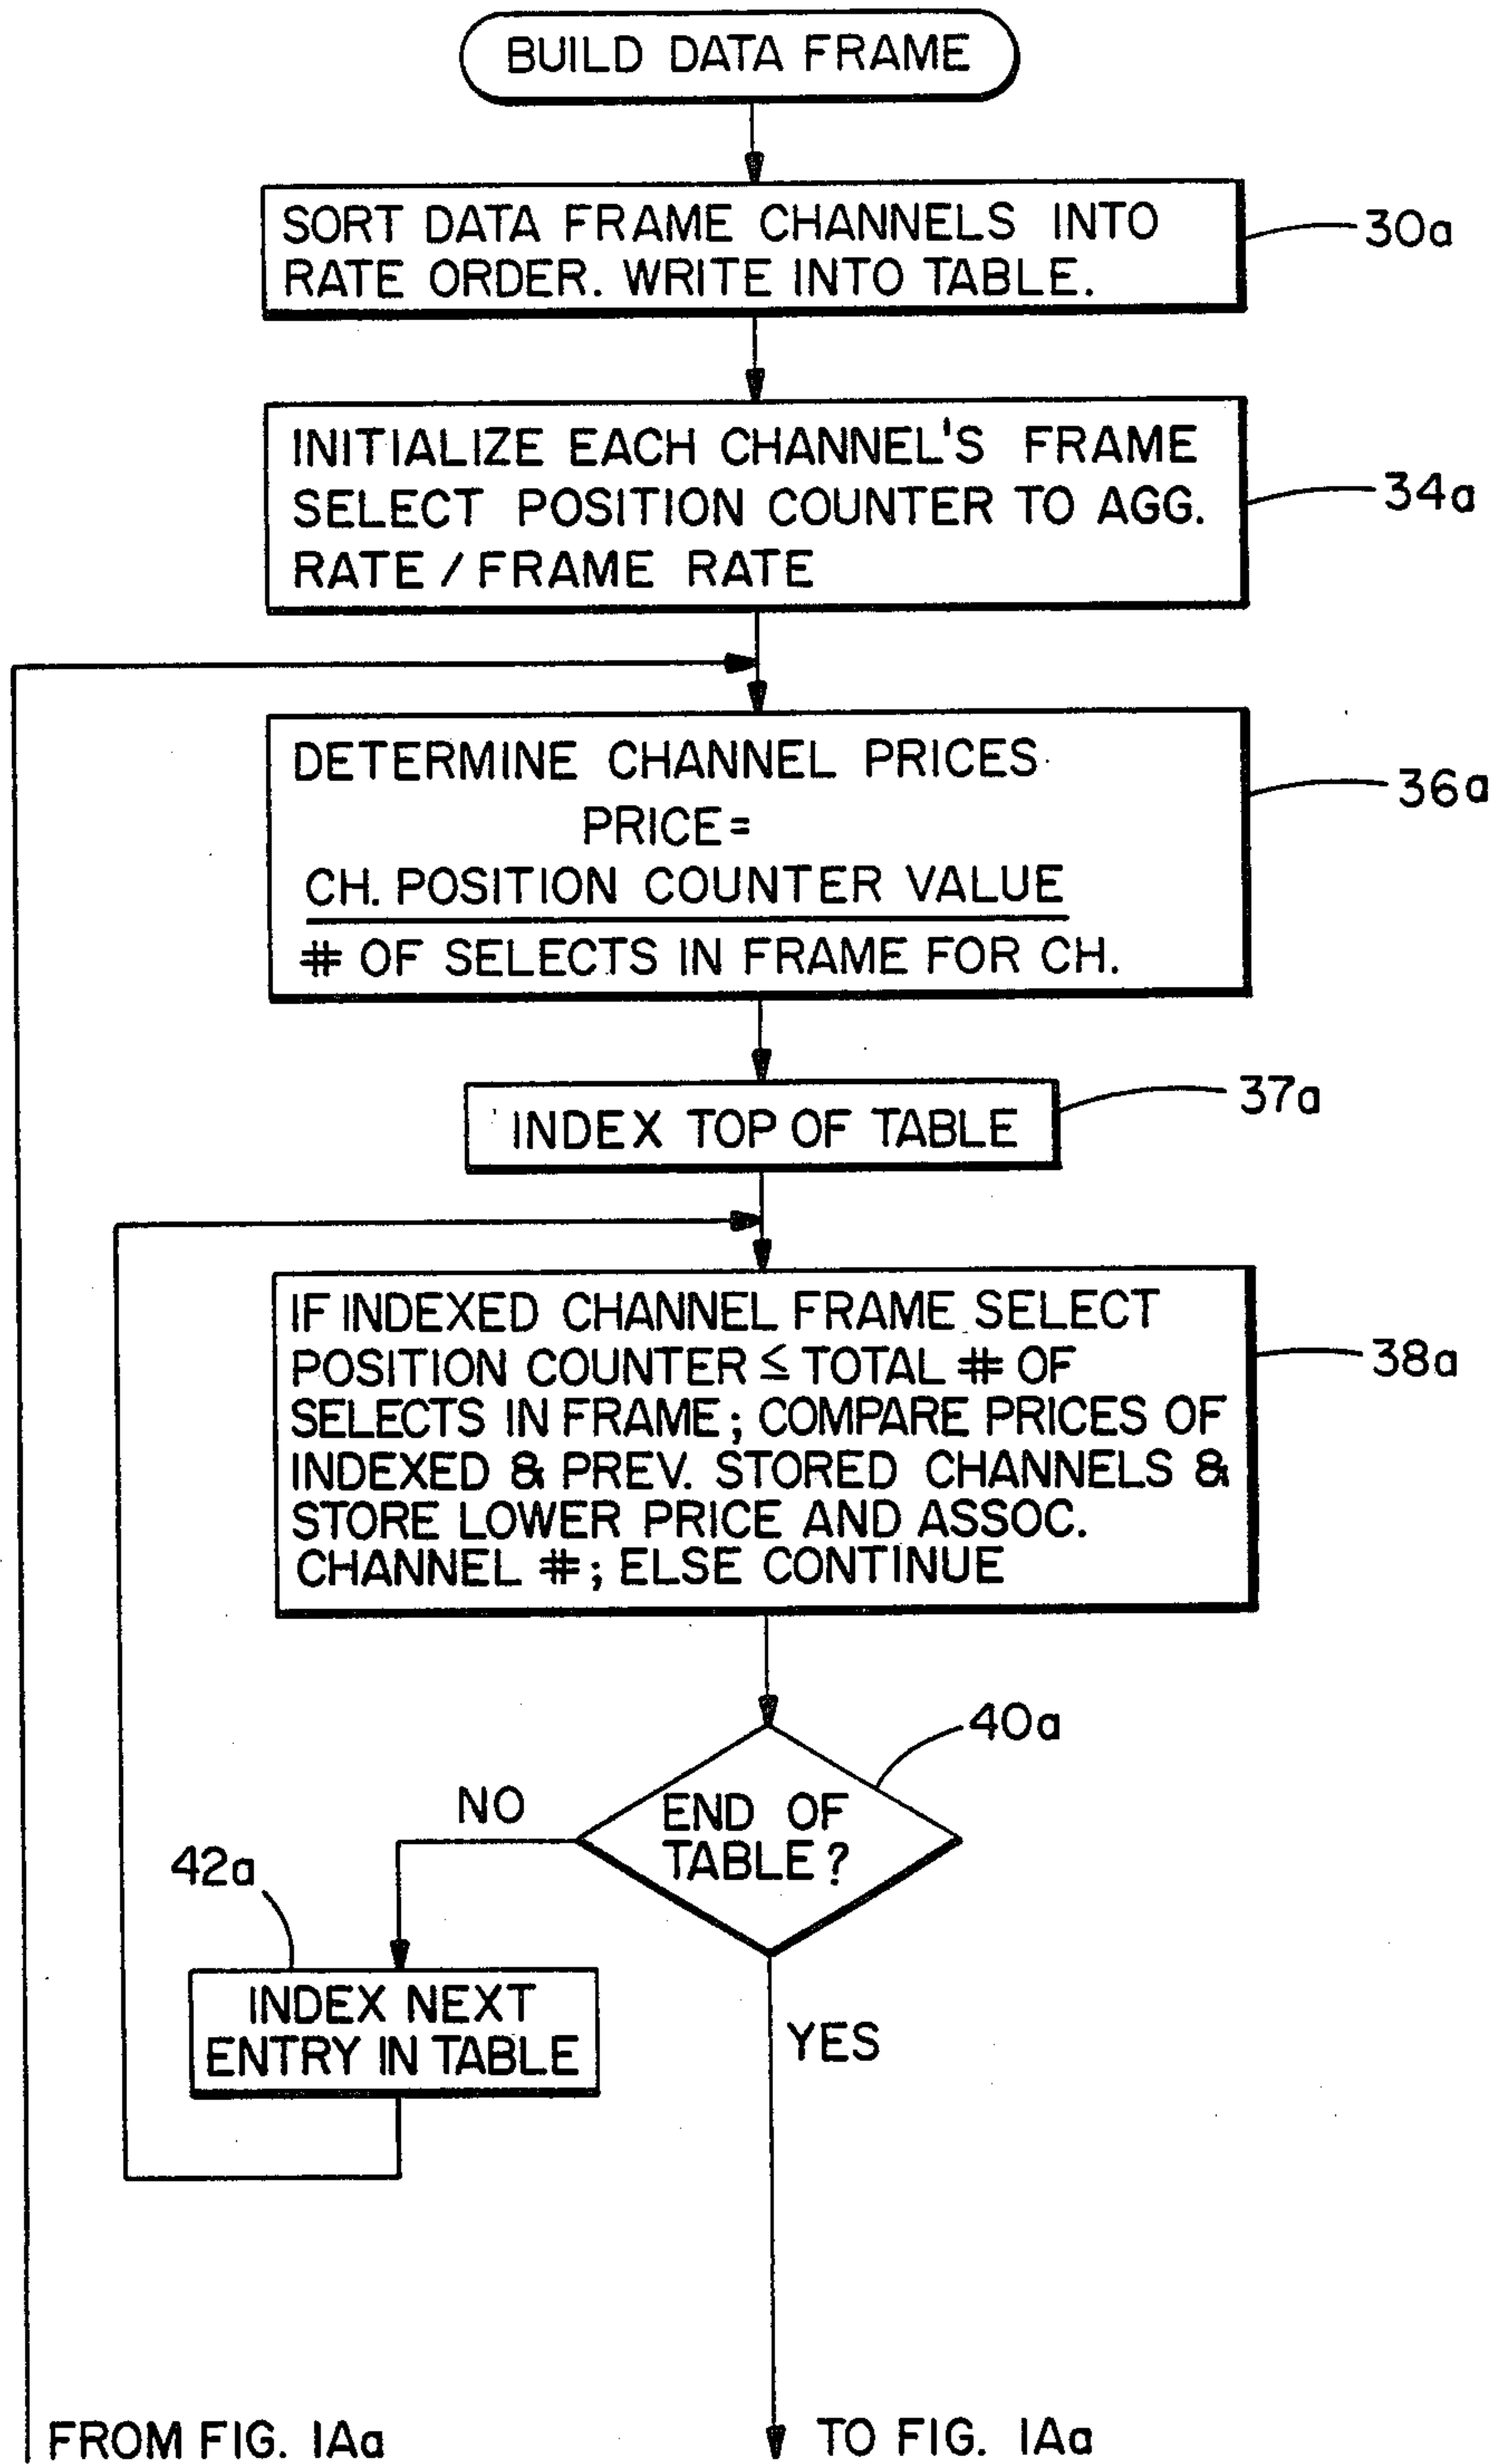 BUILD DATA FRAME
SORT DATA FRAME CHANNELS INTO
RATE ORDER. WRITE INTO TABLE.
30a
INITIALIZE EACH CHANNEL'S FRAME
SELECT POSITION COUNTER TO AGG.
RATE / FRAME RATE
34a
DETERMINE CHANNEL PRICES
PRICE =
CH. POSITION COUNTER VALUE
# OF SELECTS IN FRAME FOR CH.
36a
INDEX TOP OF TABLE
37a
IF INDEXED CHANNEL FRAME SELECT
POSITION COUNTER ≤ TOTAL # OF
SELECTS IN FRAME; COMPARE PRICES OF
INDEXED & PREV. STORED CHANNELS &
STORE LOWER PRICE AND ASSOC.
CHANNEL #; ELSE CONTINUE
38a
40a
END OF
TABLE?
NO
42a
INDEX NEXT
ENTRY IN TABLE
YES
FROM FIG. 1Aa
TO FIG. 1Aa